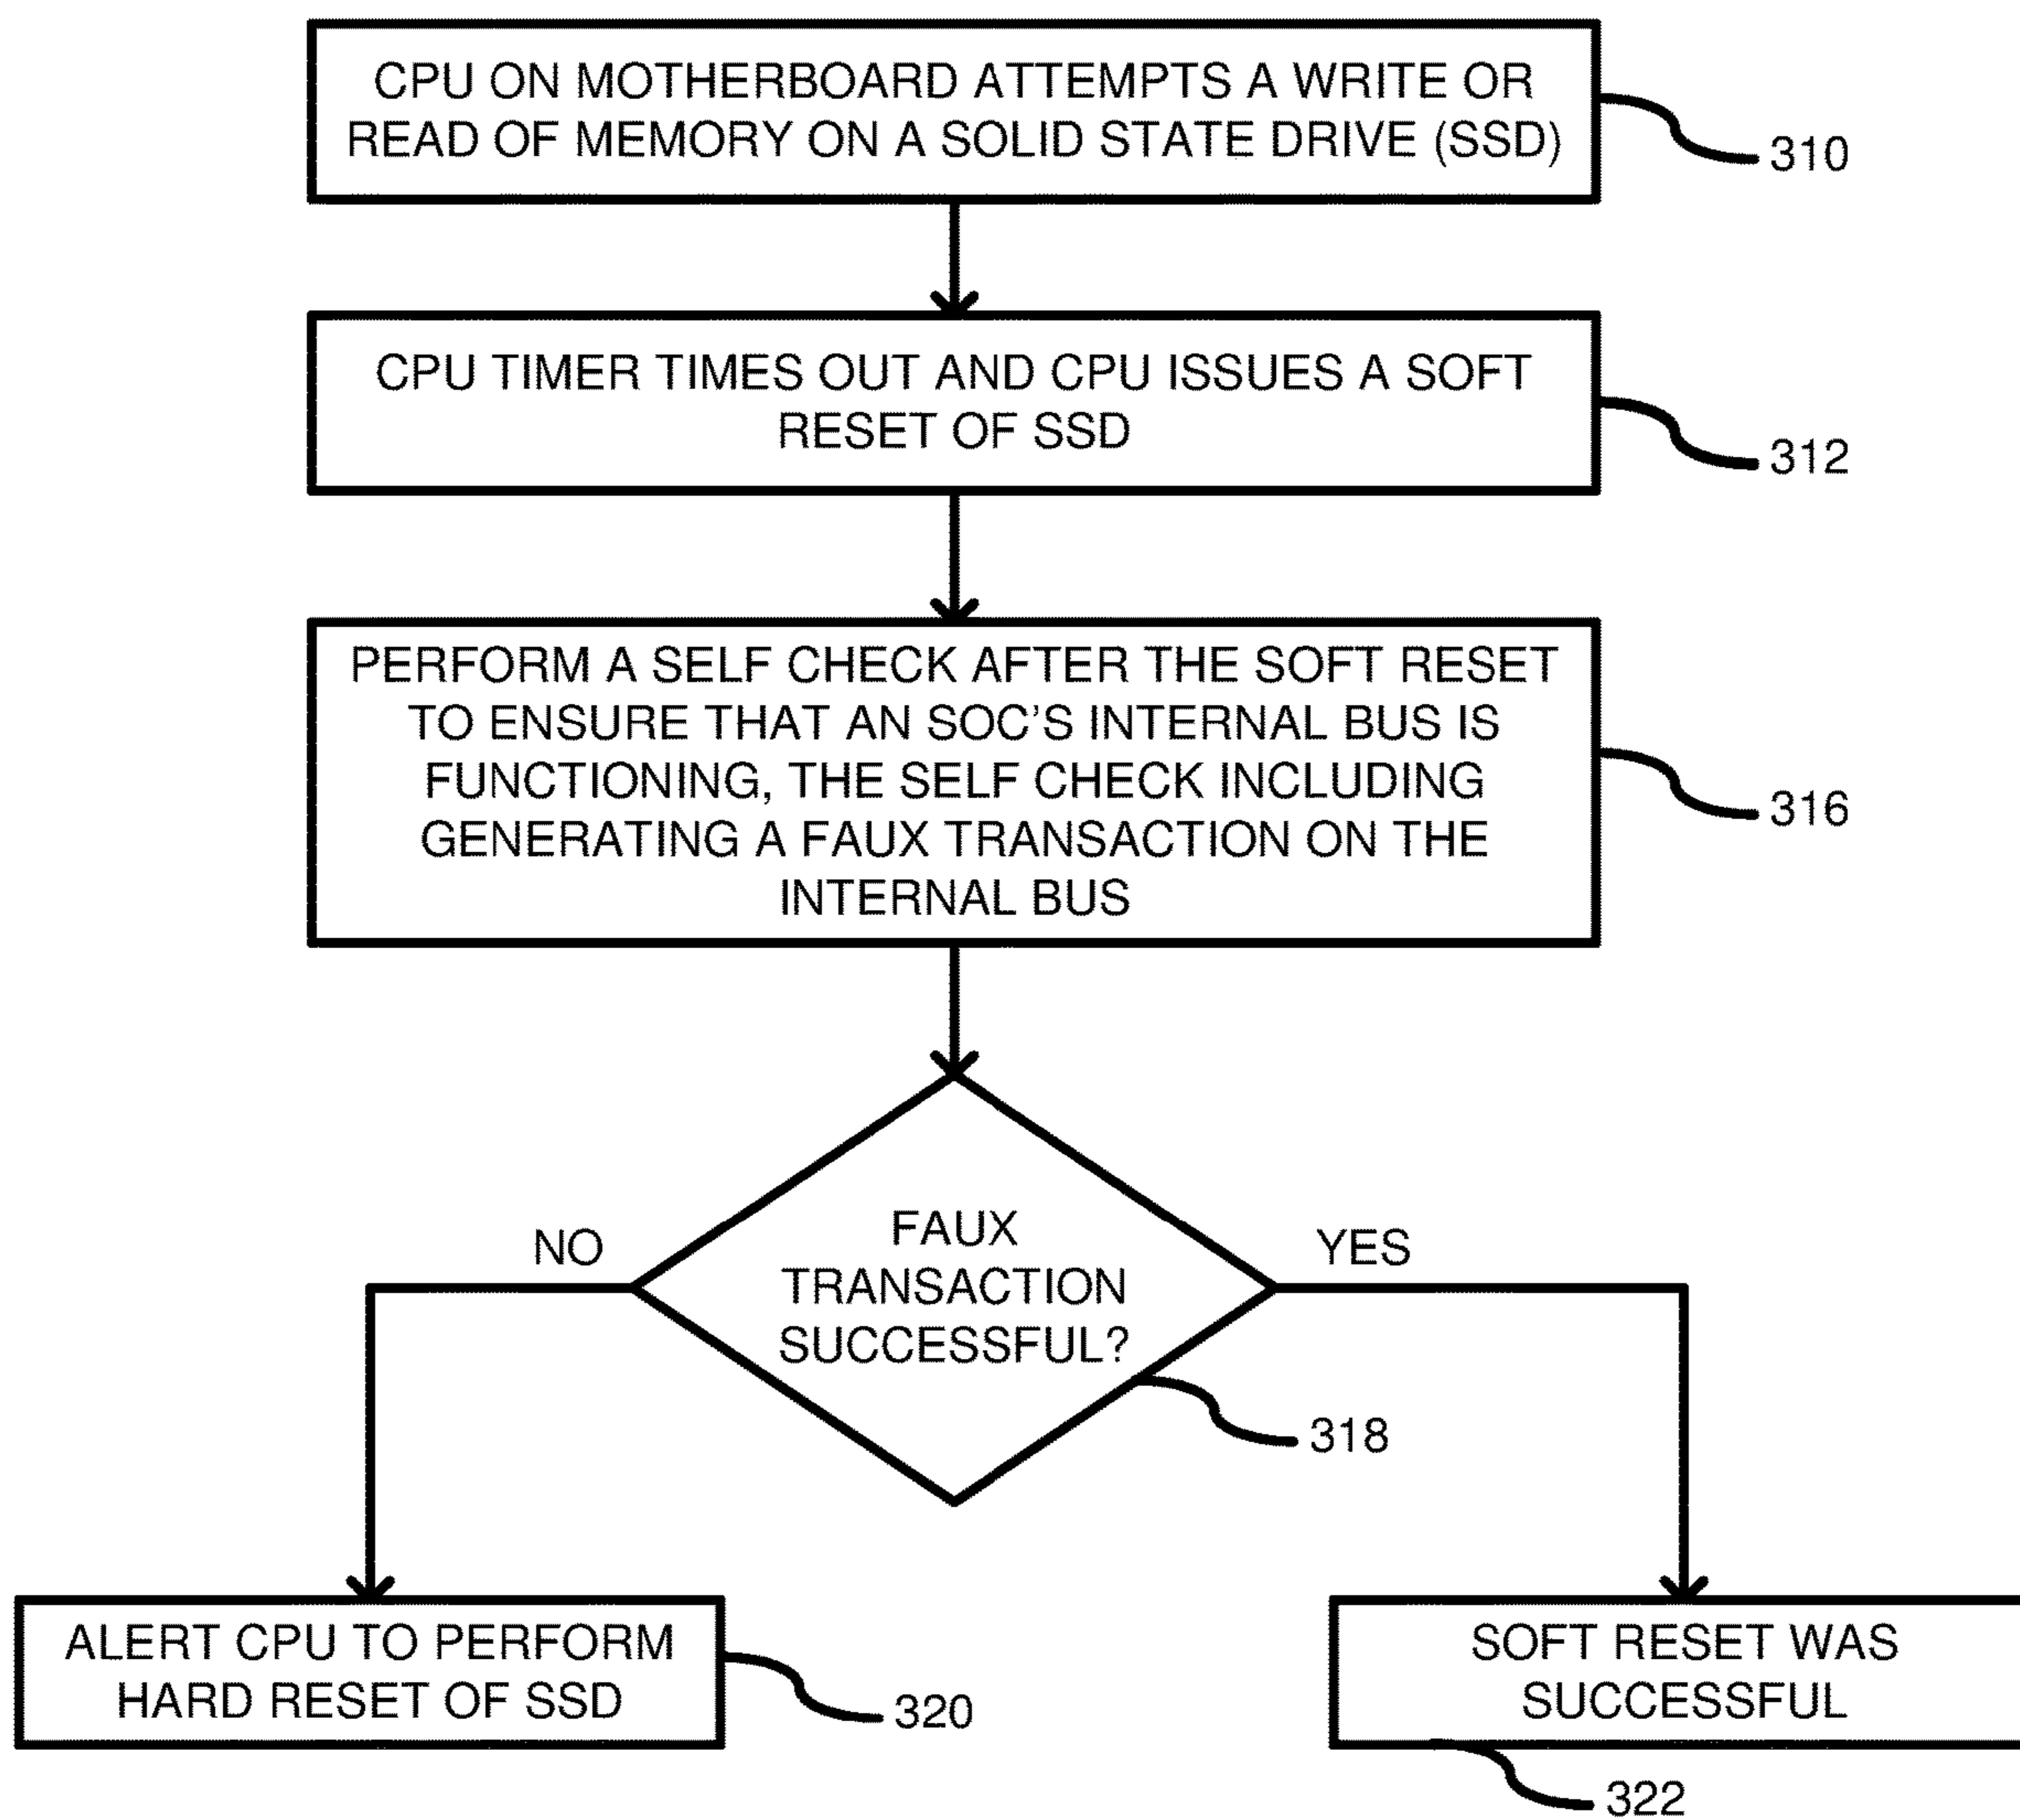 CPU ON MOTHERBOARD ATTEMPTS A WRITE OR
READ OF MEMORY ON A SOLID STATE DRIVE (SSD)
310
CPU TIMER TIMES OUT AND CPU ISSUES A SOFT
RESET OF SSD
312
PERFORM A SELF CHECK AFTER THE SOFT RESET
TO ENSURE THAT AN SOC'S INTERNAL BUS IS
FUNCTIONING, THE SELF CHECK INCLUDING
GENERATING A FAUX TRANSACTION ON THE
INTERNAL BUS
316
NO
FAUX
TRANSACTION
SUCCESSFUL?
YES
318
ALERT CPU TO PERFORM
HARD RESET OF SSD
320
SOFT RESET WAS
SUCCESSFUL
322